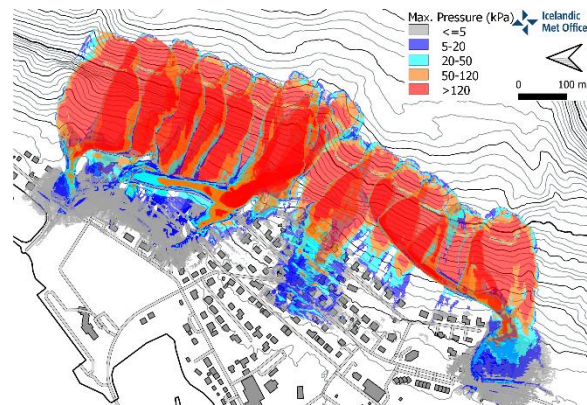 Max. Pressure (kPa)
<=5
5-20
20-50
50-120
>120
Icelandic
Met Office
0 100 m